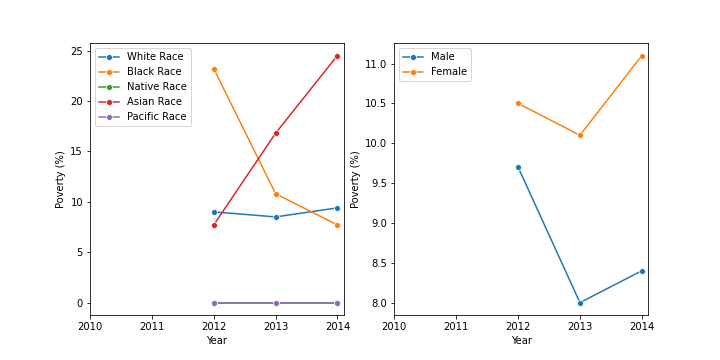 White Race
Black Race
Native Race
Asian Race
Pacific Race
25
20
15
10
5
0
Poverty (%)
2010 2011 2012 2013 2014
Year
Male
Female
11.0
10.5
10.0
9.5
9.0
8.5
8.0
Poverty (%)
2010 2011 2012 2013 2014
Year